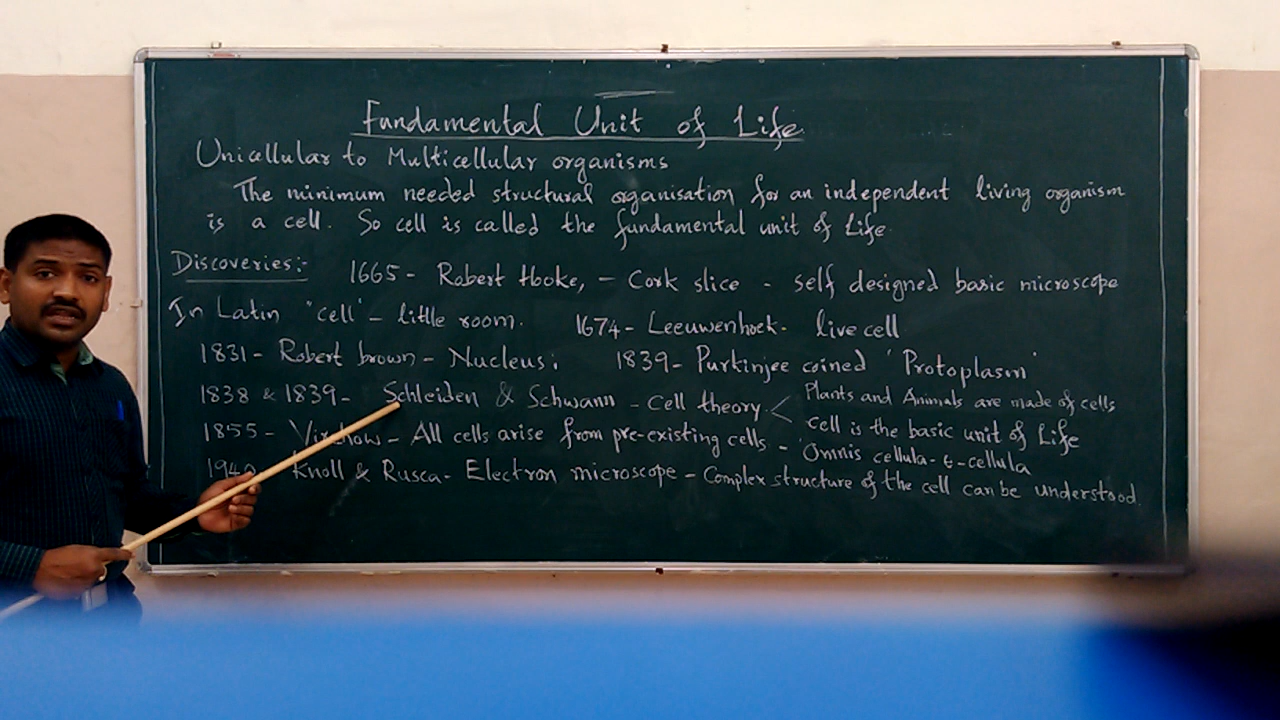 Fundamental Unit of Life
Unicellular to Multicellular organisms
The minimum needed structural organisation for an independent living organism
is a cell. So cell is called the fundamental unit of Life
Discoveries:- 1665- Robert Hooke, - Cork slice - self designed basic microscope
In Latin "cell" - little room. 1674- Leeuwenhoek- live cell
1831- Robert brown- Nucleus; 1839- Purkinjee coined 'Protoplasm'
1838 & 1839- Schleiden & Schwann - Cell theory < Plants and Animals are made of cells
cell is the basic unit of Life
1855- Virchow- All cells arise from pre-existing cells - 'Omnis cellula-e-cellula
1940 Knoll & Rusca- Electron microscope - Complex structure of the cell can be understood